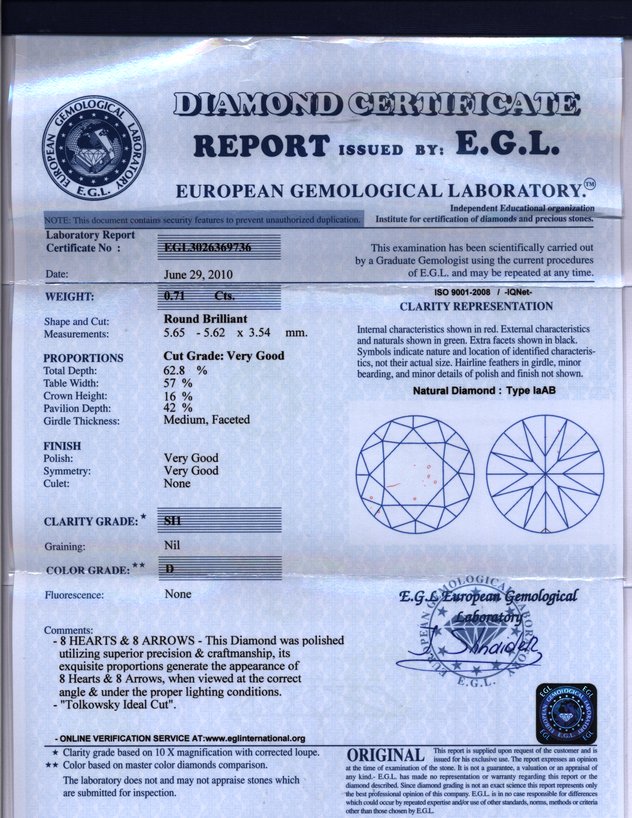 DIAMOND CERTIFICATE
REPORT ISSUED BY: E.G.L.
EUROPEAN GEMOLOGICAL LABORATORY.™
EUROPEAN GEMOLOGICAL LABORATORY
E.G.L.
Independent Educational organization
NOTE: This document contains security features to prevent unauthorized duplication.
Institute for certification of diamonds and precious stones.
Laboratory Report
Certificate No : EGL3026369736
Date: June 29, 2010
WEIGHT: 0.71 Cts.
Shape and Cut: Round Brilliant
Measurements: 5.65 - 5.62 x 3.54 mm.
PROPORTIONS Cut Grade: Very Good
Total Depth: 62.8 %
Table Width: 57 %
Crown Height: 16 %
Pavilion Depth: 42 %
Girdle Thickness: Medium, Faceted
FINISH
Polish: Very Good
Symmetry: Very Good
Culet: None
CLARITY GRADE: * SI1
Graining: Nil
COLOR GRADE: ** D
Fluorescence: None
Comments:
- 8 HEARTS & 8 ARROWS - This Diamond was polished
utilizing superior precision & craftmanship, its
exquisite proportions generate the appearance of
8 Hearts & 8 Arrows, when viewed at the correct
angle & under the proper lighting conditions.
- "Tolkowsky Ideal Cut".
- ONLINE VERIFICATION SERVICE AT:www.eglinternational.org
* Clarity grade based on 10 X magnification with corrected loupe.
** Color based on master color diamonds comparison.
The laboratory does not and may not appraise stones which
are submitted for inspection.
This examination has been scientifically carried out
by a Graduate Gemologist using the current procedures
of E.G.L. and may be repeated at any time.
ISO 9001-2008 / -IQNet-
CLARITY REPRESENTATION
Internal characteristics shown in red. External characteristics
and naturals shown in green. Extra facets shown in black.
Symbols indicate nature and location of identified characteris-
tics, not their actual size. Hairline feathers in girdle, minor
bearding, and minor details of polish and finish not shown.
Natural Diamond : Type IaAB
E.G.L European Gemological
Laboratory
EUROPEAN GEMOLOGICAL LABORATORY
E.G.L.
EGL
EGL
EUROPEAN GEMOLOGICAL LABORATORY
E.G.L
EGL
EGL
ORIGINAL This report is supplied upon request of the customer and is
issued for his exclusive use. The report expresses an opinion
at the time of examination of the stone. It is not a guarantee, a valuation or an appraisal of
any kind.- E.G.L. has made no representation or warranty regarding this report or the
diamond described. Since diamond grading is not an exact science this report represents only
the best professional opinion of this company. E.G.L. is in no case responsible for differences
which could occur by repeated expertise and/or use of other standards, norms, methods or criteria
other than those chosen by E.G.L.